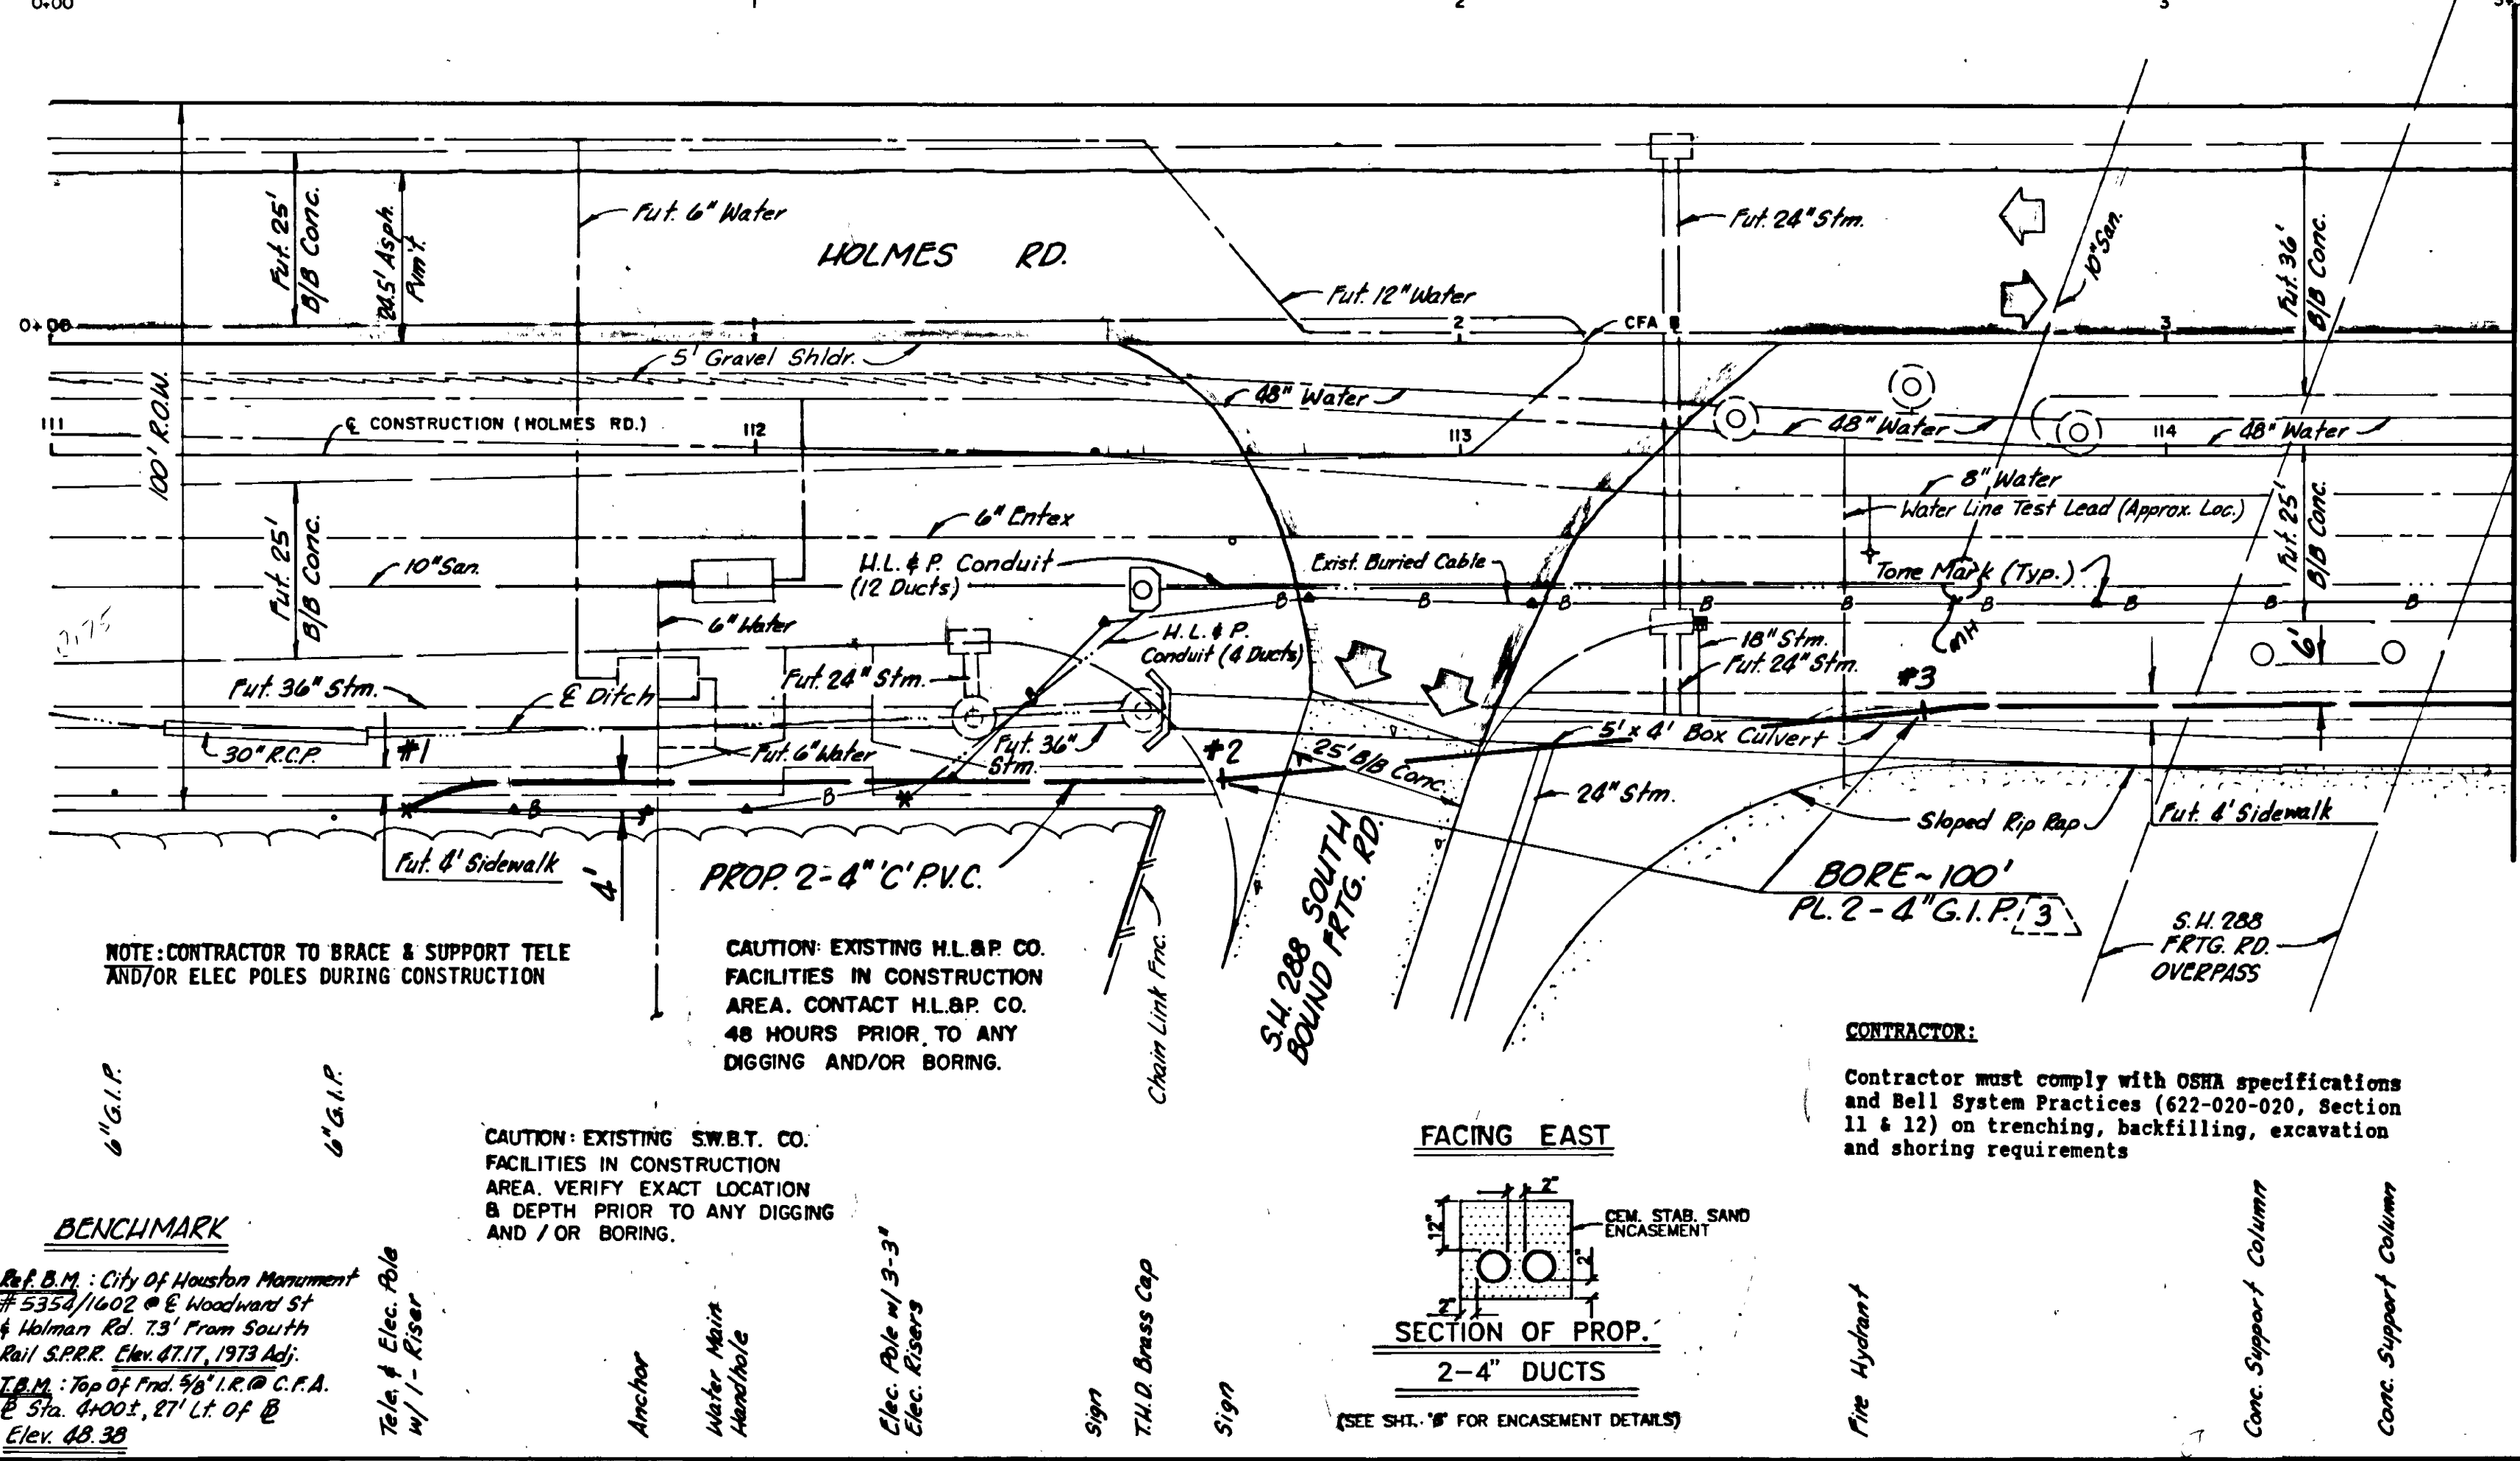 0+00
1
2
3
Fut. 25'
B/B Conc.
24.5' Asph.
Pvm't.
Fut. 6" Water
HOLMES RD.
Fut. 12" Water
Fut. 24" Stm.
10" San.
Fut. 36'
B/B Conc.
0+00
2
CFA
3
5' Gravel Shldr.
100' R.O.W.
48" Water
48" Water
48" Water
111
℄ CONSTRUCTION (HOLMES RD.)
112
113
114
Fut. 25'
B/B Conc.
6" Entex
8" Water
Water Line Test Lead (Approx. Loc.)
Fut. 25'
B/B Conc.
10" San.
H.L. & P. Conduit
(12 Ducts)
Exist. Buried Cable
Tone Mark (Typ.)
B B B B B B B B B
MH
6" Water
H.L. & P.
Conduit (4 Ducts)
18" Stm.
Fut. 24" Stm.
6'
Fut. 36" Stm.
℄ Ditch
Fut. 24" Stm.
#3
30" R.C.P.
#1
Fut. 6" Water
Fut. 36"
Stm.
#2
25' B/B Conc.
5' x 4' Box Culvert
B
B
24" Stm.
Sloped Rip Rap
Fut. 4' Sidewalk
Fut. 4' Sidewalk
4'
PROP. 2-4" 'C' P.V.C.
BORE ~ 100'
PL. 2-4" G.I.P. 3
S.H. 288 SOUTH
BOUND FRTG. RD.
S.H. 288
FRTG. RD.
OVERPASS
Chain Link Fnc.
NOTE: CONTRACTOR TO BRACE & SUPPORT TELE
AND/OR ELEC POLES DURING CONSTRUCTION
CAUTION: EXISTING H.L.&P. CO.
FACILITIES IN CONSTRUCTION
AREA. CONTACT H.L.&P. CO.
48 HOURS PRIOR TO ANY
DIGGING AND/OR BORING.
CONTRACTOR:
Contractor must comply with OSHA specifications
and Bell System Practices (622-020-020, Section
11 & 12) on trenching, backfilling, excavation
and shoring requirements
6" G.I.P.
6" G.I.P.
CAUTION: EXISTING S.W.B.T. CO.
FACILITIES IN CONSTRUCTION
AREA. VERIFY EXACT LOCATION
& DEPTH PRIOR TO ANY DIGGING
AND / OR BORING.
FACING EAST
2"
12"
CEM. STAB. SAND
ENCASEMENT
2"
2"
SECTION OF PROP.
2-4" DUCTS
(SEE SHT. FOR ENCASEMENT DETAILS)
BENCHMARK
Ref. B.M.: City Of Houston Monument
#5354/1602 @ ℄ Woodward St
& Holman Rd. 7.3' From South
Rail S.P.R.R. Elev. 47.17, 1973 Adj.
T.B.M.: Top Of Fnd. 5/8" I.R. @ C.F.A.
Sta. 4+00±, 27' Lt. Of
Elev. 48.38
Tele. & Elec. Pole
w/ 1 - Riser
Anchor
Water Main
Handhole
Elec. Pole w/ 3-3"
Elec. Risers
Sign
T.H.D. Brass Cap
Sign
Fire Hydrant
Conc. Support Column
Conc. Support Column